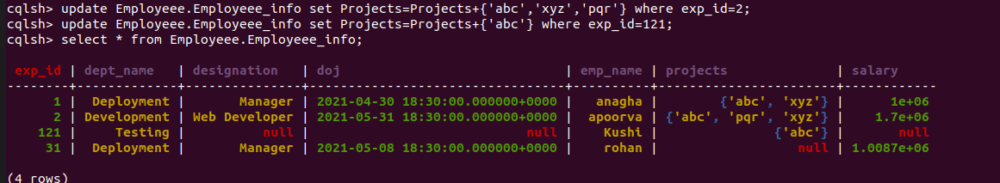 cqlsh> update Employeee.Employeee_info set Projects=Projects+{'abc','xyz','pqr'} where exp_id=2;
cqlsh> update Employeee.Employeee_info set Projects=Projects+{'abc'} where exp_id=121;
cqlsh> select * from Employeee.Employeee_info;
exp_id | dept_name | designation | doj | emp_name | projects | salary
--------+-------------+---------------+---------------------------------+----------+-----------------------+------------
1 | Deployment | Manager | 2021-04-30 18:30:00.000000+0000 | anagha | {'abc', 'xyz'} | 1e+06
2 | Development | Web Developer | 2021-05-31 18:30:00.000000+0000 | apoorva | {'abc', 'pqr', 'xyz'} | 1.7e+06
121 | Testing | null | null | Kushi | {'abc'} | null
31 | Deployment | Manager | 2021-05-08 18:30:00.000000+0000 | rohan | null | 1.0087e+06
(4 rows)